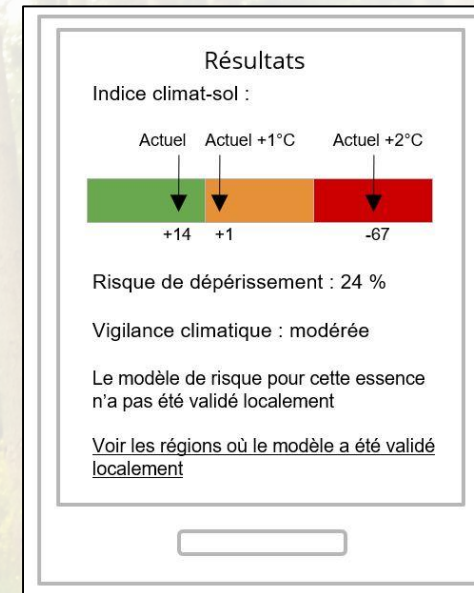 Résultats
Indice climat-sol :
Actuel Actuel +1°C Actuel +2°C
+14 +1 -67
Risque de dépérissement : 24 %
Vigilance climatique : modérée
Le modèle de risque pour cette essence
n'a pas été validé localement
Voir les régions où le modèle a été validé
localement